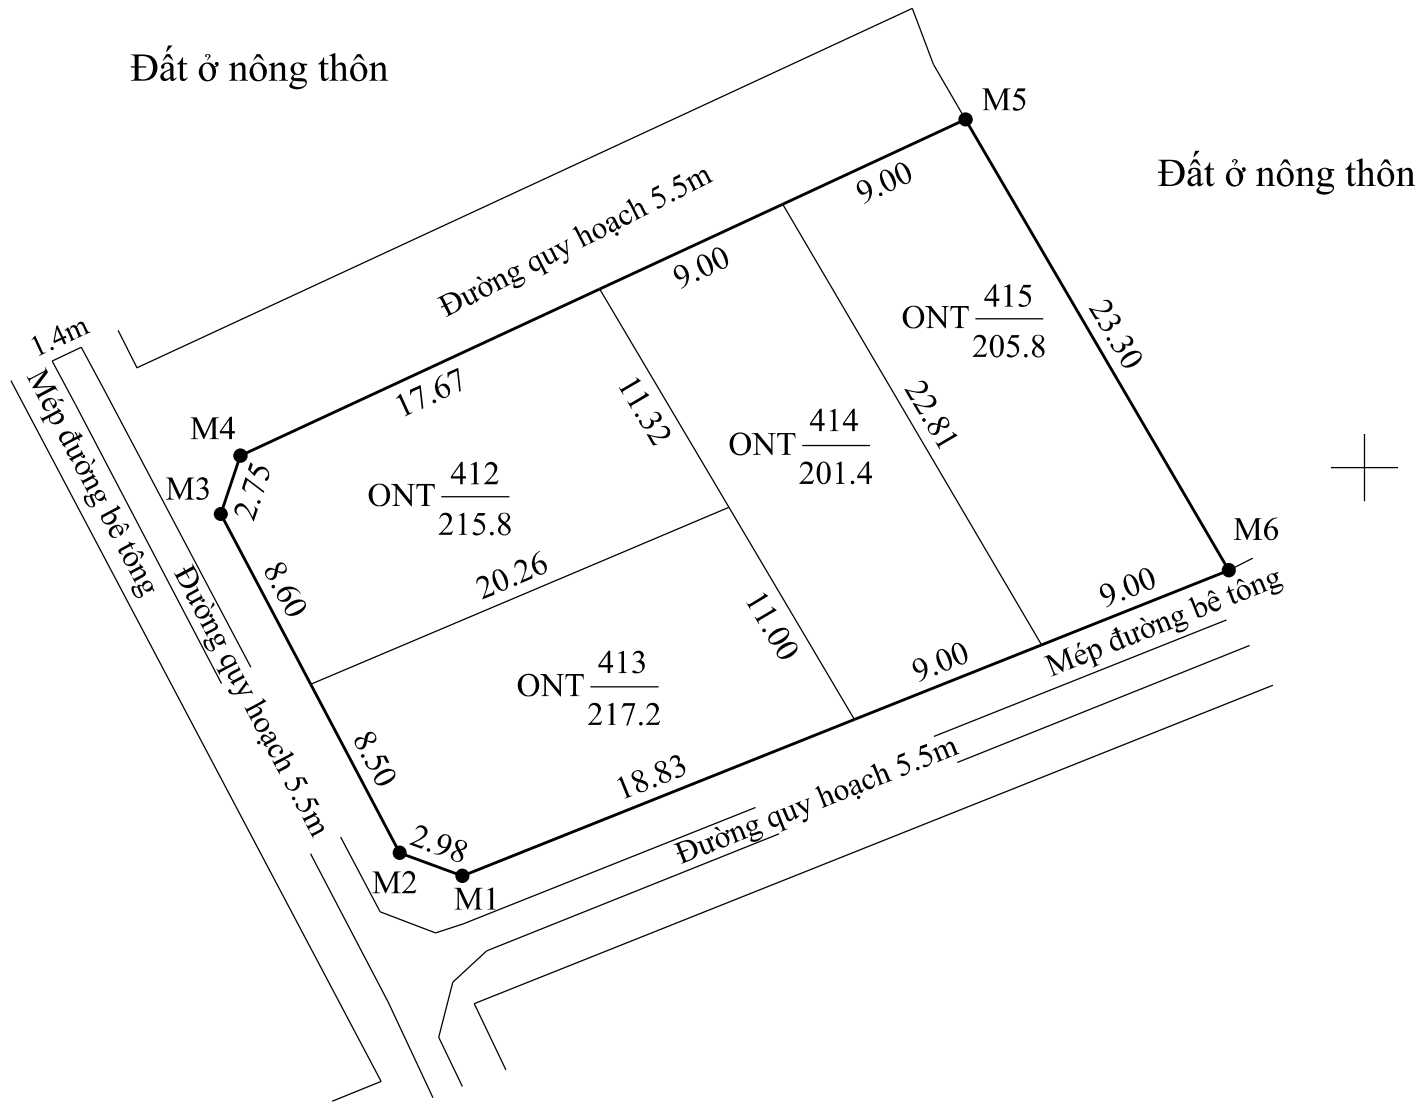 Đất ở nông thôn
M5
Đất ở nông thôn
9.00
Đường quy hoạch 5.5m
9.00
ONT 415
205.8
23.30
1.4m
Mép đường bê tông
17.67
11.32
22.81
M4
ONT 414
201.4
M3
2.75
ONT 412
215.8
M6
8.60
20.26
9.00
Mép đường bê tông
Đường quy hoạch 5.5m
11.00
9.00
ONT 413
217.2
8.50
18.83
Đường quy hoạch 5.5m
2.98
M2
M1